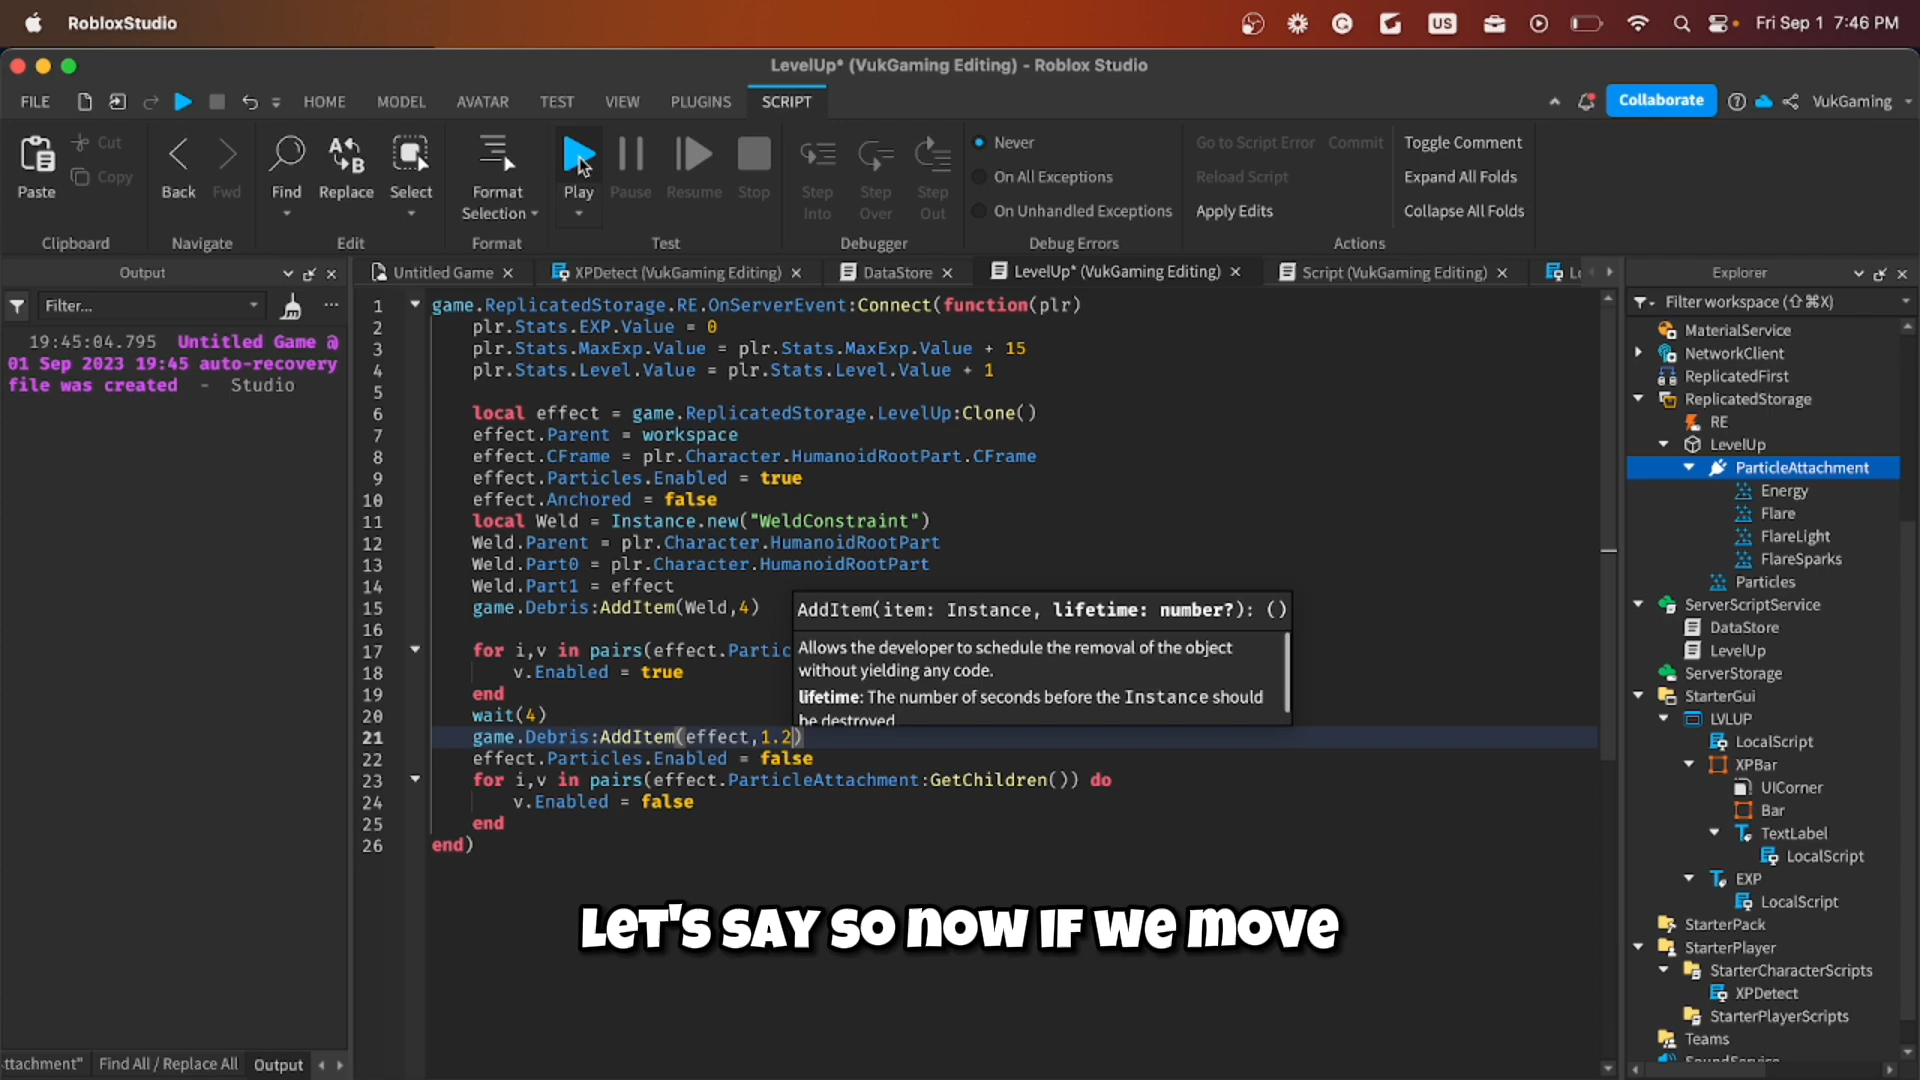 RobloxStudio
US
Fri Sep 1 7:46 PM
LevelUp* (VukGaming Editing) - Roblox Studio
FILE HOME MODEL AVATAR TEST VIEW PLUGINS SCRIPT
Collaborate VukGaming
Paste
Cut
Copy
Clipboard
Back
Fwd
Navigate
Find
Replace
Select
Edit
Format
Selection
Format
Play
Pause
Resume
Stop
Test
Step
Into
Step
Over
Step
Out
Debugger
Never
On All Exceptions
On Unhandled Exceptions
Debug Errors
Go to Script Error Commit
Reload Script
Apply Edits
Toggle Comment
Expand All Folds
Collapse All Folds
Actions
Output
Filter...
19:45:04.795 Untitled Game @
01 Sep 2023 19:45 auto-recovery
file was created - Studio
Untitled Game
XPDetect (VukGaming Editing)
DataStore
LevelUp* (VukGaming Editing)
Script (VukGaming Editing)
1 game.ReplicatedStorage.RE.OnServerEvent:Connect(function(plr)
2 plr.Stats.EXP.Value = 0
3 plr.Stats.MaxExp.Value = plr.Stats.MaxExp.Value + 15
4 plr.Stats.Level.Value = plr.Stats.Level.Value + 1
5
6 local effect = game.ReplicatedStorage.LevelUp:Clone()
7 effect.Parent = workspace
8 effect.CFrame = plr.Character.HumanoidRootPart.CFrame
9 effect.Particles.Enabled = true
10 effect.Anchored = false
11 local Weld = Instance.new("WeldConstraint")
12 Weld.Parent = plr.Character.HumanoidRootPart
13 Weld.Part0 = plr.Character.HumanoidRootPart
14 Weld.Part1 = effect
15 game.Debris:AddItem(Weld,4)
16
17 for i,v in pairs(effect.Partic
18 v.Enabled = true
19 end
20 wait(4)
21 game.Debris:AddItem(effect,1.2)
22 effect.Particles.Enabled = false
23 for i,v in pairs(effect.ParticleAttachment:GetChildren()) do
24 v.Enabled = false
25 end
26 end)
AddItem(item: Instance, lifetime: number?): ()
Allows the developer to schedule the removal of the object
without yielding any code.
lifetime: The number of seconds before the Instance should
be destroyed
LET'S SAY SO NOW IF WE MOVE
Explorer
Filter workspace (⇧⌘X)
MaterialService
NetworkClient
ReplicatedFirst
ReplicatedStorage
RE
LevelUp
ParticleAttachment
Energy
Flare
FlareLight
FlareSparks
Particles
ServerScriptService
DataStore
LevelUp
ServerStorage
StarterGui
LVLUP
LocalScript
XPBar
UICorner
Bar
TextLabel
LocalScript
EXP
LocalScript
StarterPack
StarterPlayer
StarterCharacterScripts
XPDetect
StarterPlayerScripts
Teams
SoundService
ttachment" Find All / Replace All Output